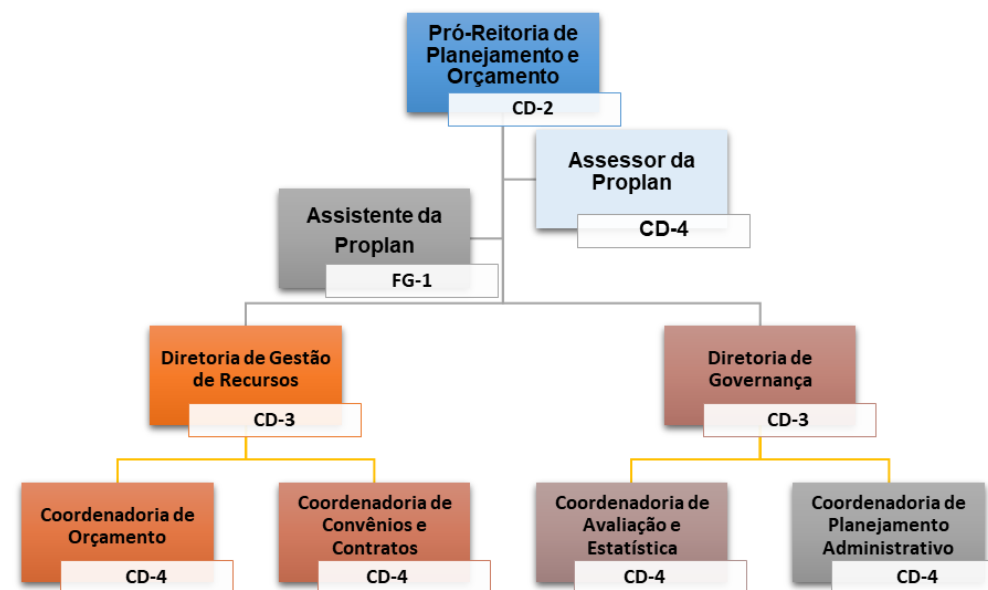 Pró-Reitoria de
Planejamento e
Orçamento
CD-2
Assessor da
Proplan
CD-4
Assistente da
Proplan
FG-1
Diretoria de Gestão
de Recursos
CD-3
Diretoria de
Governança
CD-3
Coordenadoria de
Orçamento
CD-4
Coordenadoria de
Convênios e
Contratos
CD-4
Coordenadoria de
Avaliação e
Estatística
CD-4
Coordenadoria de
Planejamento
Administrativo
CD-4